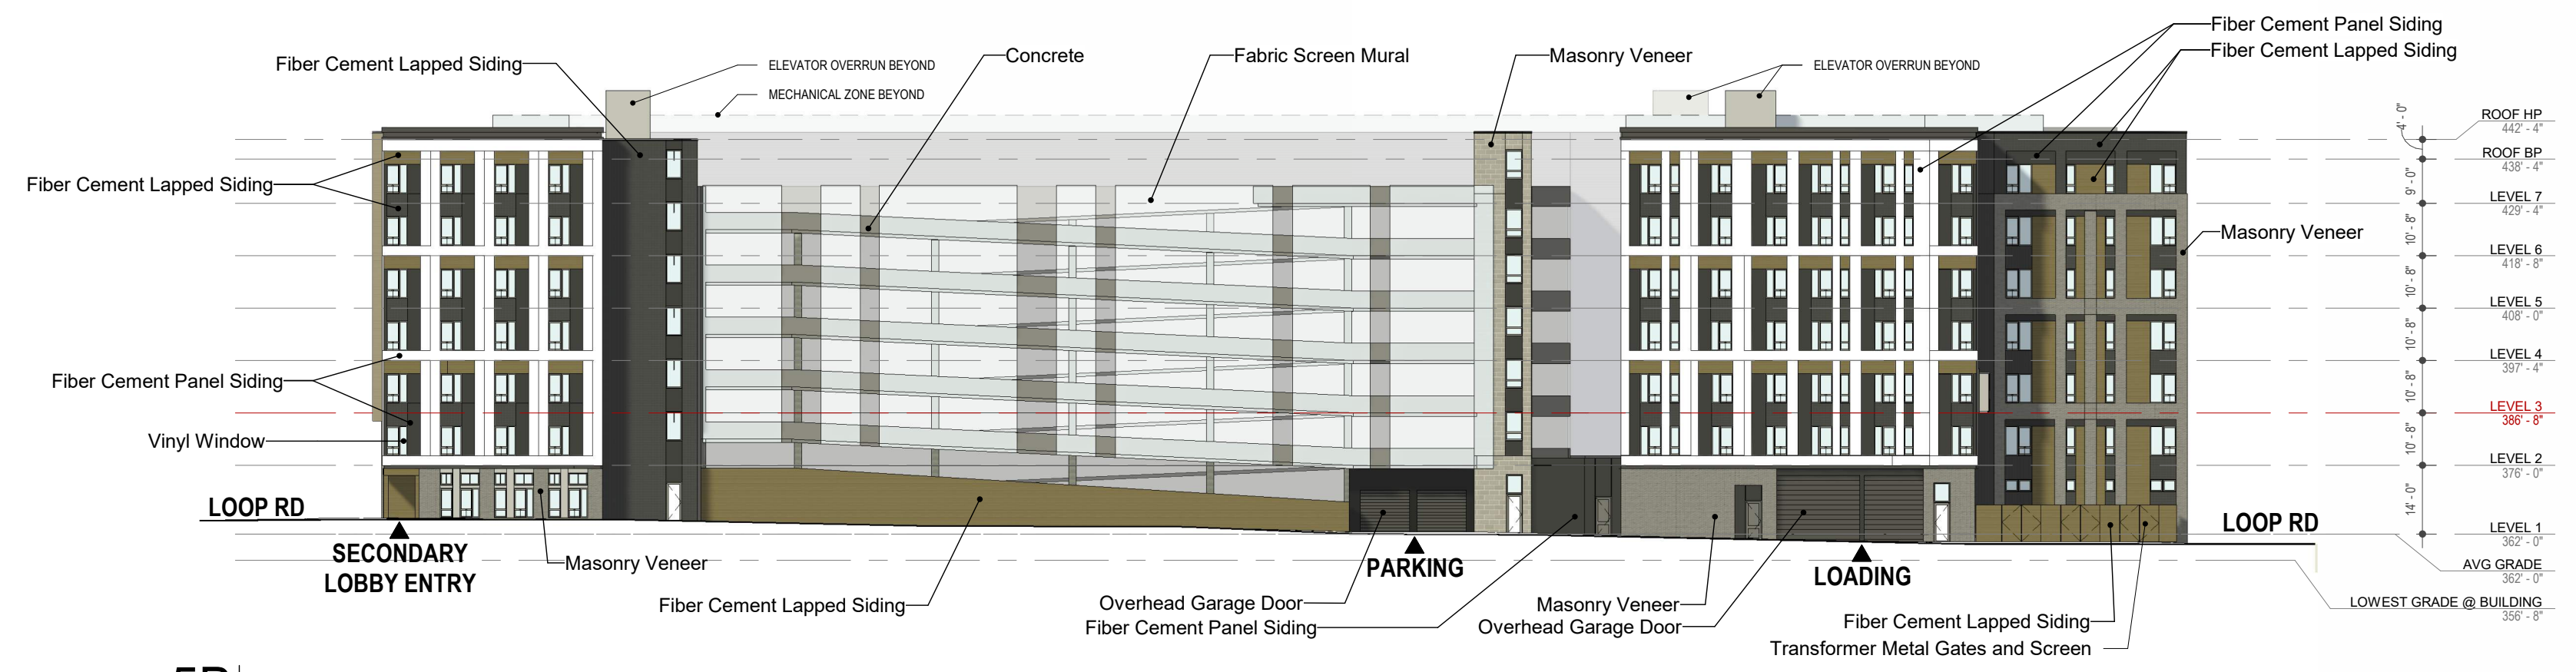 Fiber Cement Panel Siding
Fiber Cement Lapped Siding
Fiber Cement Lapped Siding
ELEVATOR OVERRUN BEYOND
MECHANICAL ZONE BEYOND
Concrete
Fabric Screen Mural
Masonry Veneer
ELEVATOR OVERRUN BEYOND
4' - 0"
ROOF HP
442' - 4"
ROOF BP
438' - 4"
Fiber Cement Lapped Siding
9' - 0"
LEVEL 7
429' - 4"
Masonry Veneer
10' - 8"
LEVEL 6
418' - 8"
10' - 8"
LEVEL 5
408' - 0"
10' - 8"
LEVEL 4
397' - 4"
Fiber Cement Panel Siding
10' - 8"
LEVEL 3
386' - 8"
Vinyl Window
10' - 8"
LEVEL 2
376' - 0"
14' - 0"
LOOP RD
LOOP RD
LEVEL 1
362' - 0"
SECONDARY
LOBBY ENTRY
Masonry Veneer
PARKING
LOADING
AVG GRADE
362' - 0"
Fiber Cement Lapped Siding
Overhead Garage Door
Fiber Cement Panel Siding
Masonry Veneer
Overhead Garage Door
Fiber Cement Lapped Siding
Transformer Metal Gates and Screen
LOWEST GRADE @ BUILDING
356' - 8"